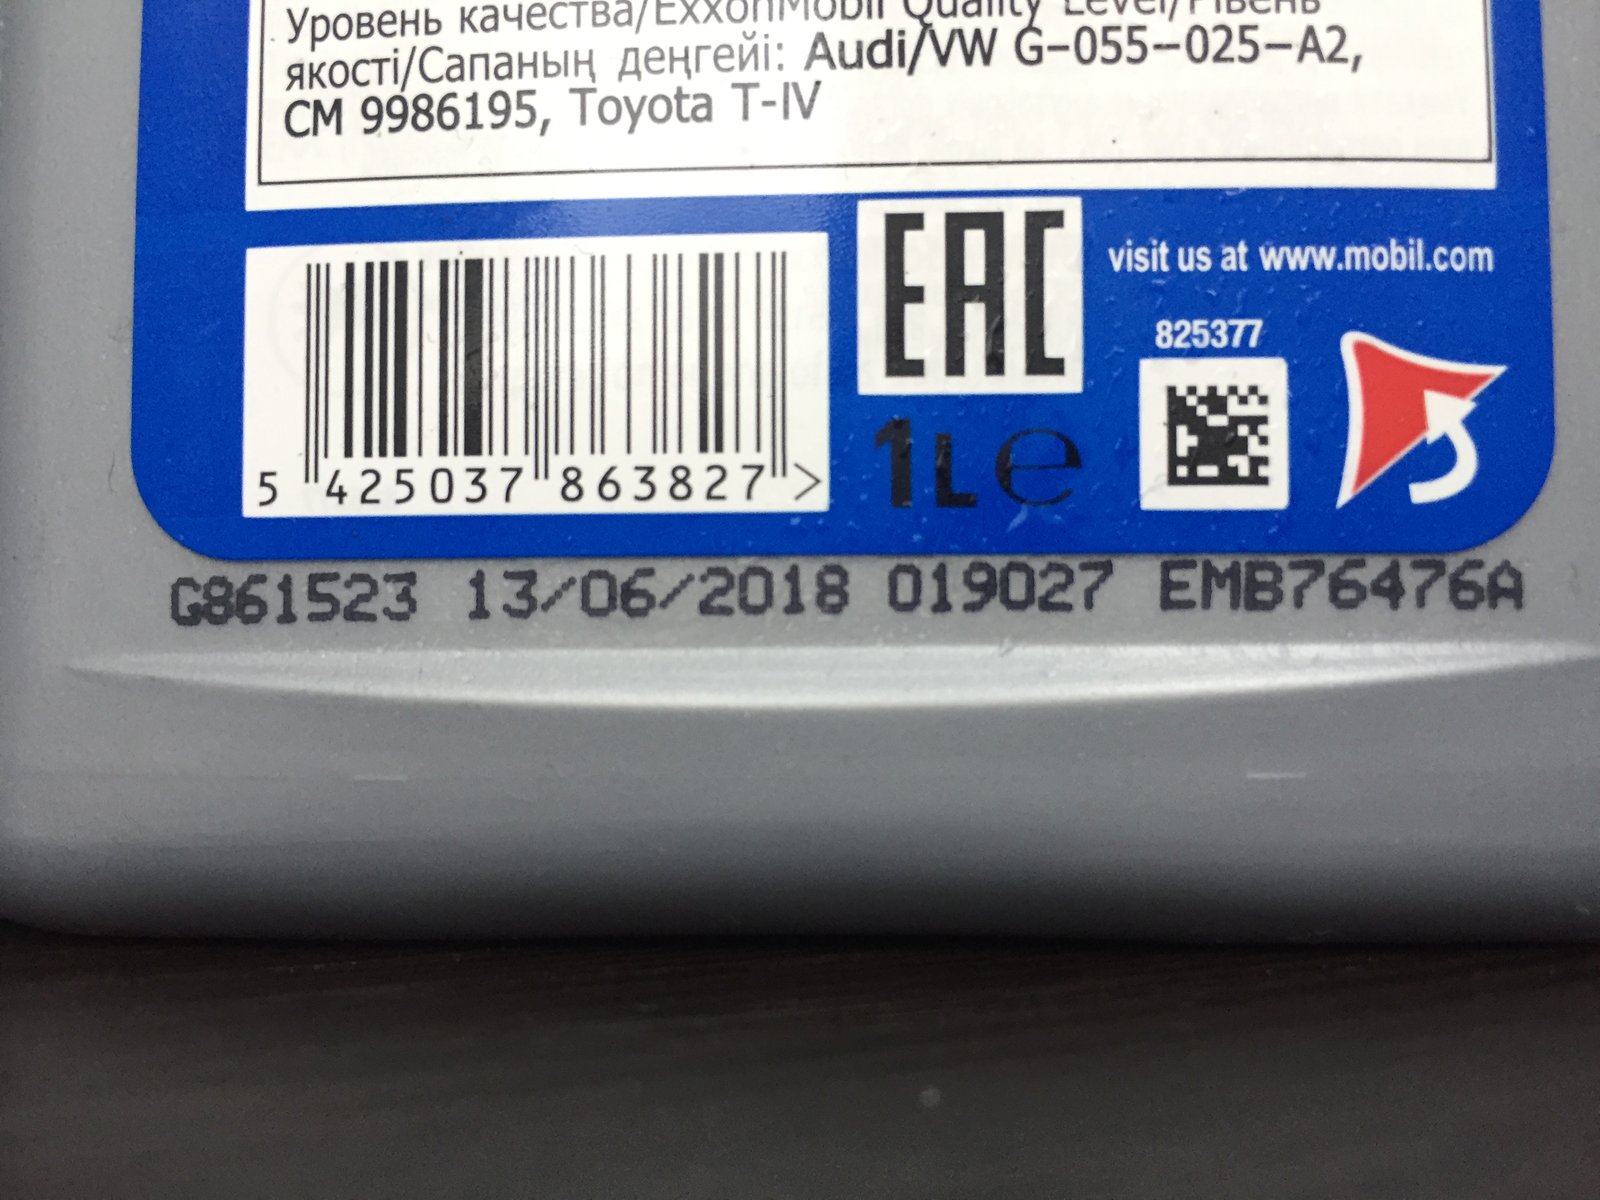 Уровень качества/ExxonMobil Quality Level/Рівень
якості/Сапаның деңгейі: Audi/VW G-055-025-A2,
CM 9986195, Toyota T-IV
EAC
visit us at www.mobil.com
825377
5 425037 863827 >
1L e
G861523 13/06/2018 019027 EMB76476A